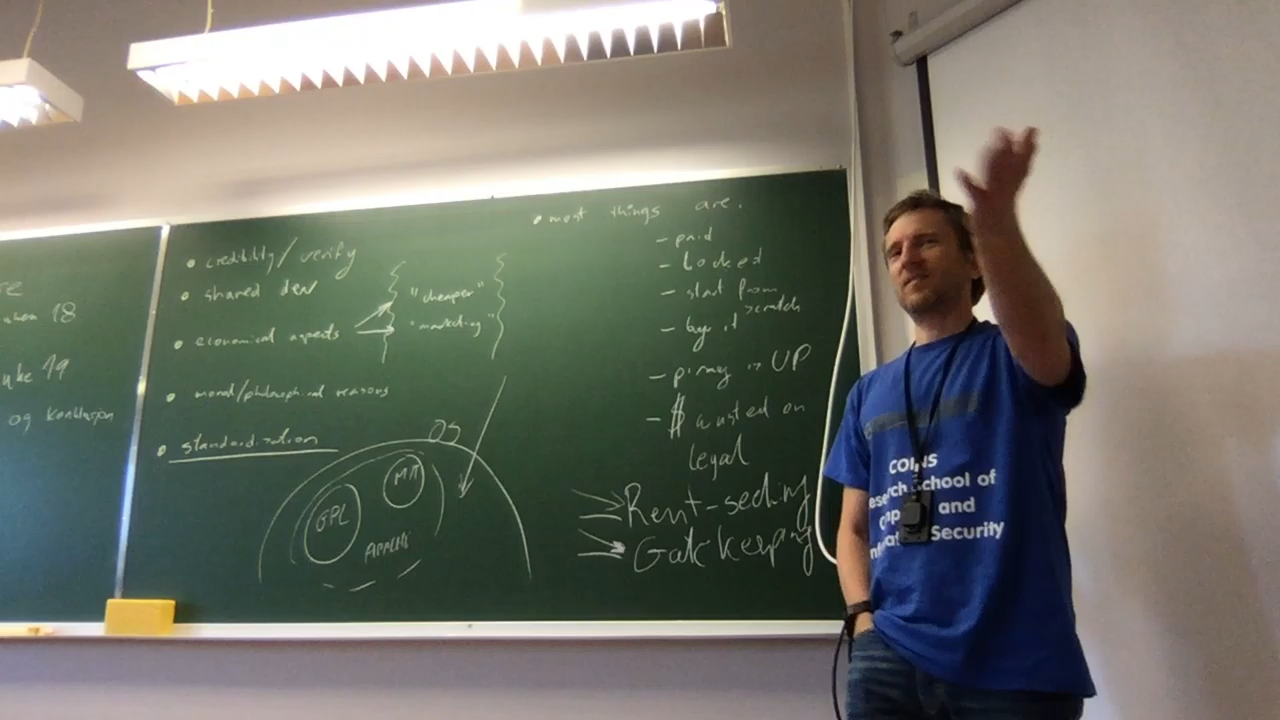 18
19
og konklusjon
• credibility/verify
• shared dev
• economical aspects
"cheaper"
"marketing"
• moral/philosophical reasons
• standardization
OS
GPL
MIT
APACHE
• most things are.
- paid
- locked
- start from
scratch
- buy it
- piracy is UP
- $ wasted on
legal
Rent-seeking
Gatekeeping
COINS
School of
and
Security